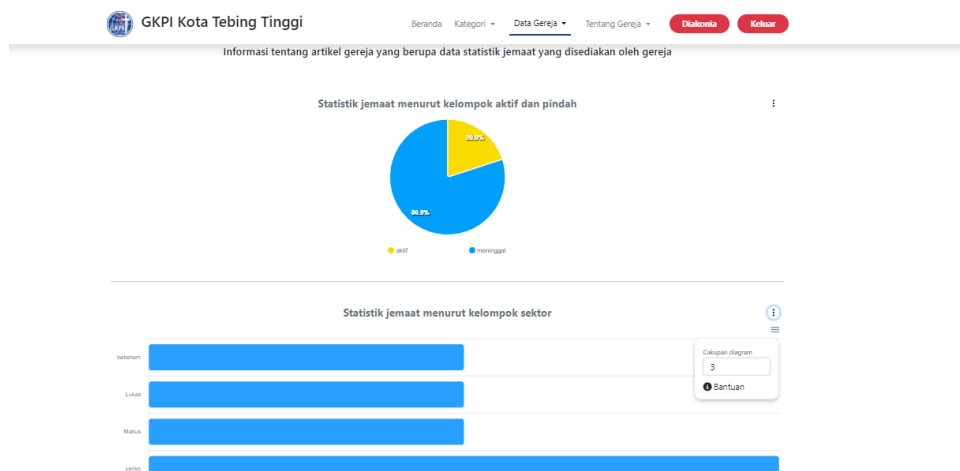 GKPI Kota Tebing Tinggi
Beranda Kategori Data Gereja Tentang Gereja Diakonia Keluar
Informasi tentang artikel gereja yang berupa data statistik jemaat yang disediakan oleh gereja
Statistik jemaat menurut kelompok aktif dan pindah
20.0%
80.0%
aktif meninggal
Statistik jemaat menurut kelompok sektor
Cakupan diagram
3
Bantuan
betlehem
Lukas
Matius